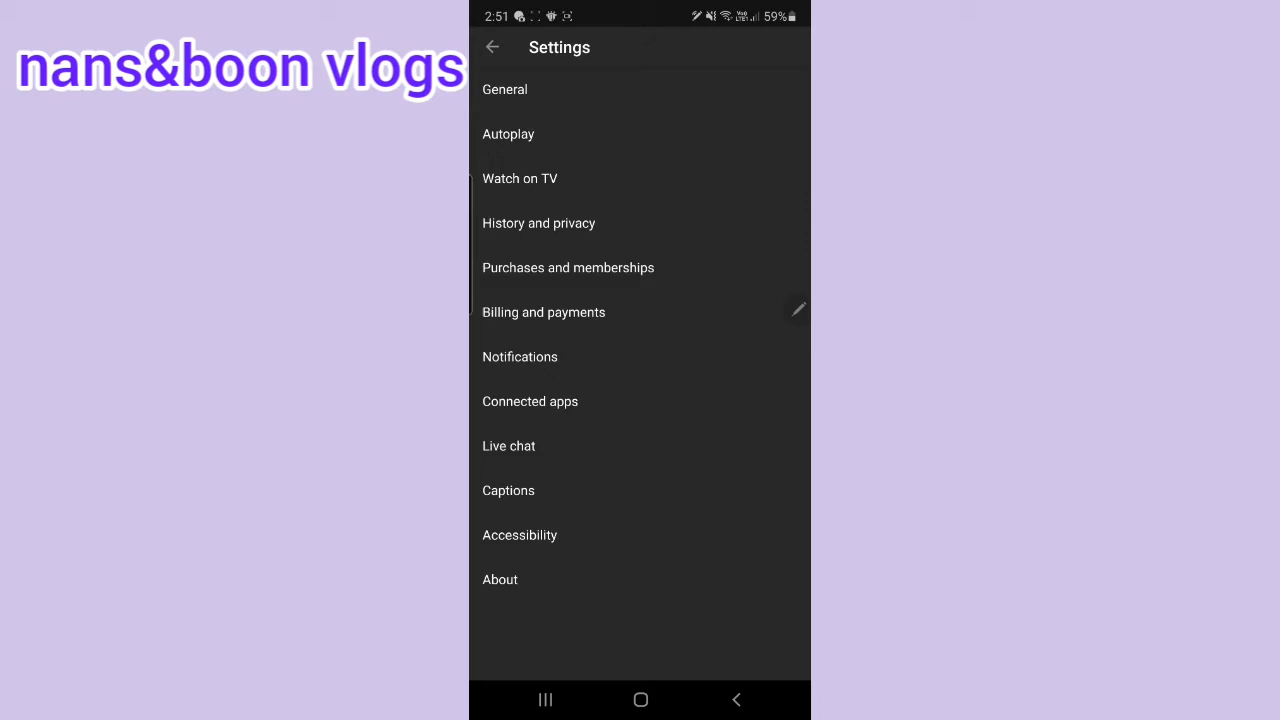 nans&boon vlogs
2:51 59%
Settings
General
Autoplay
Watch on TV
History and privacy
Purchases and memberships
Billing and payments
Notifications
Connected apps
Live chat
Captions
Accessibility
About